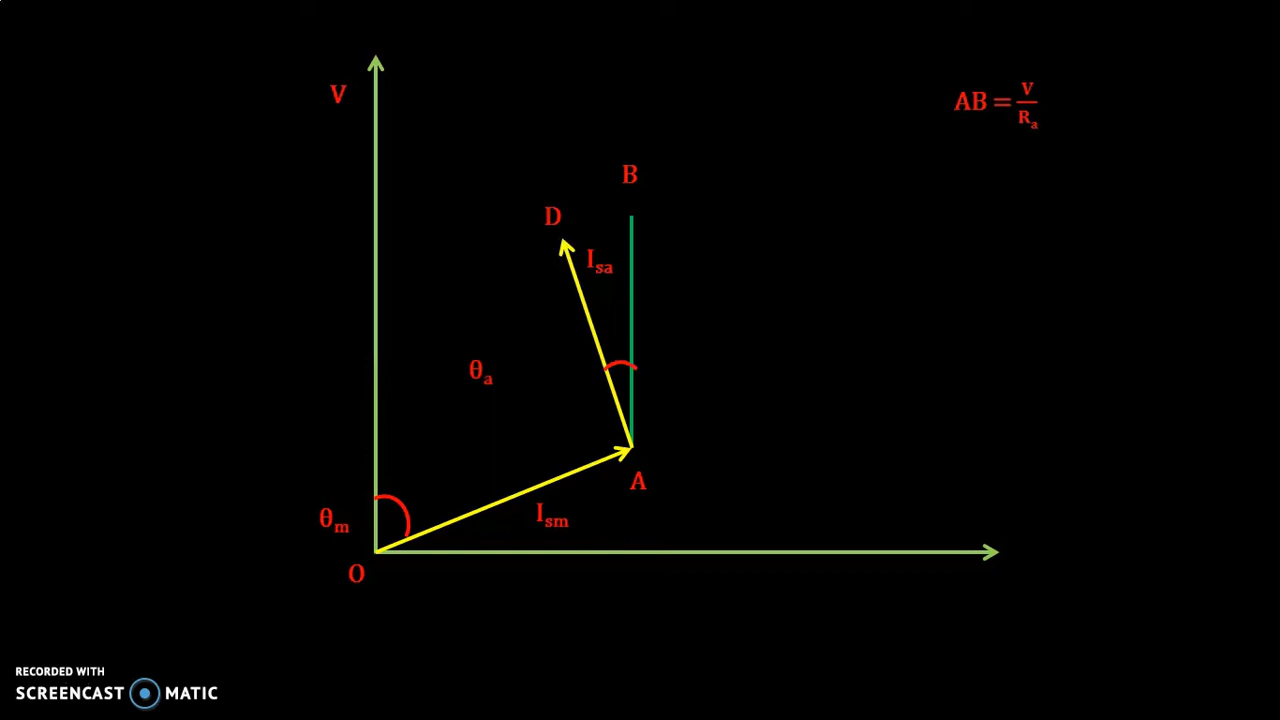 V
AB = V/Rₐ
B
D
Iₛₐ
θₐ
A
θₘ
Iₛₘ
O
RECORDED WITH
SCREENCAST MATIC